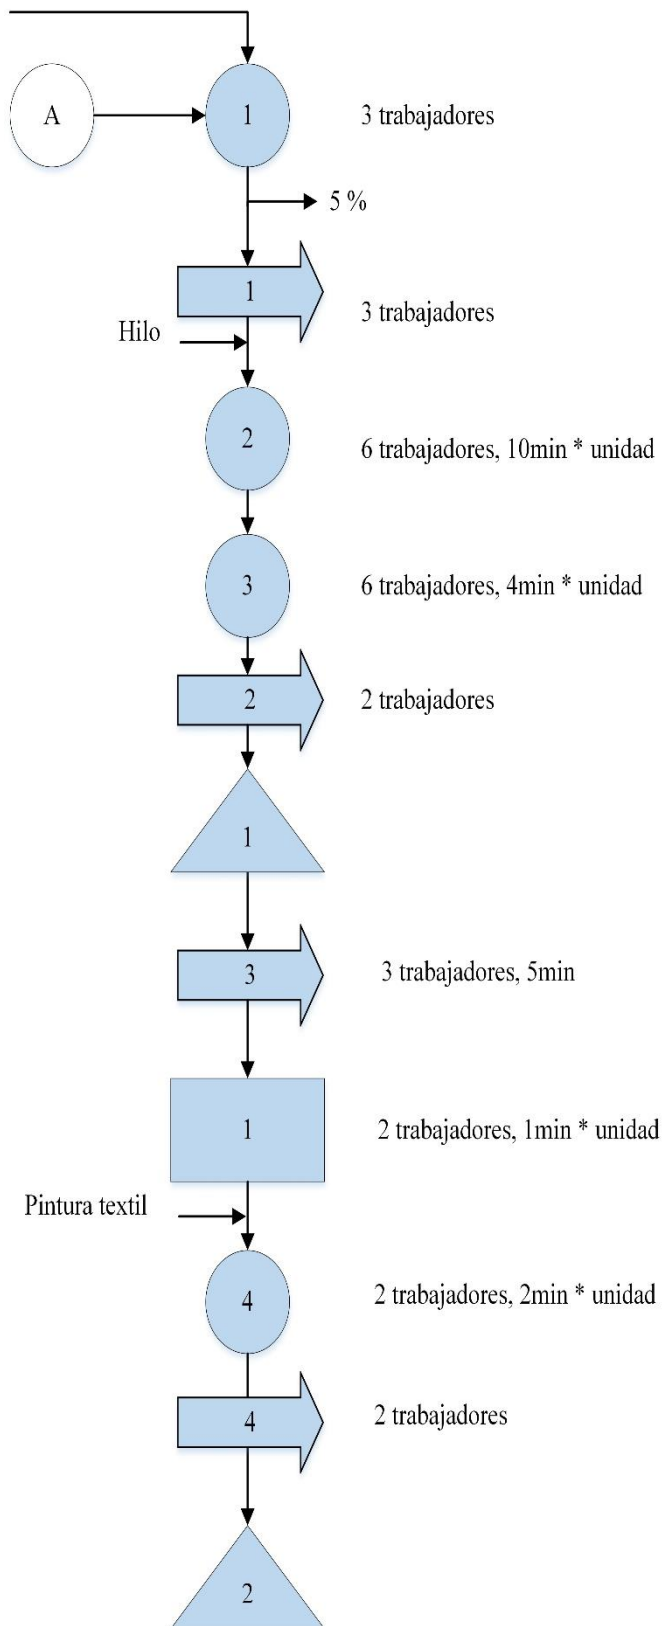 A
1
3 trabajadores
5 %
1
3 trabajadores
Hilo
2
6 trabajadores, 10min * unidad
3
6 trabajadores, 4min * unidad
2
2 trabajadores
1
3
3 trabajadores, 5min
1
2 trabajadores, 1min * unidad
Pintura textil
4
2 trabajadores, 2min * unidad
4
2 trabajadores
2